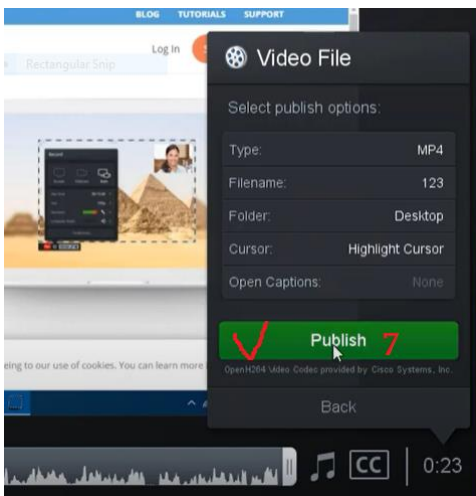 BLOG TUTORIALS SUPPORT
Log In
Rectangular Snip
Video File
Select publish options:
Type: MP4
Filename: 123
Folder: Desktop
Cursor: Highlight Cursor
Open Captions: None
Publish 7
OpenH264 Video Codec provided by Cisco Systems, Inc.
eing to our use of cookies. You can learn more
Back
CC 0:23